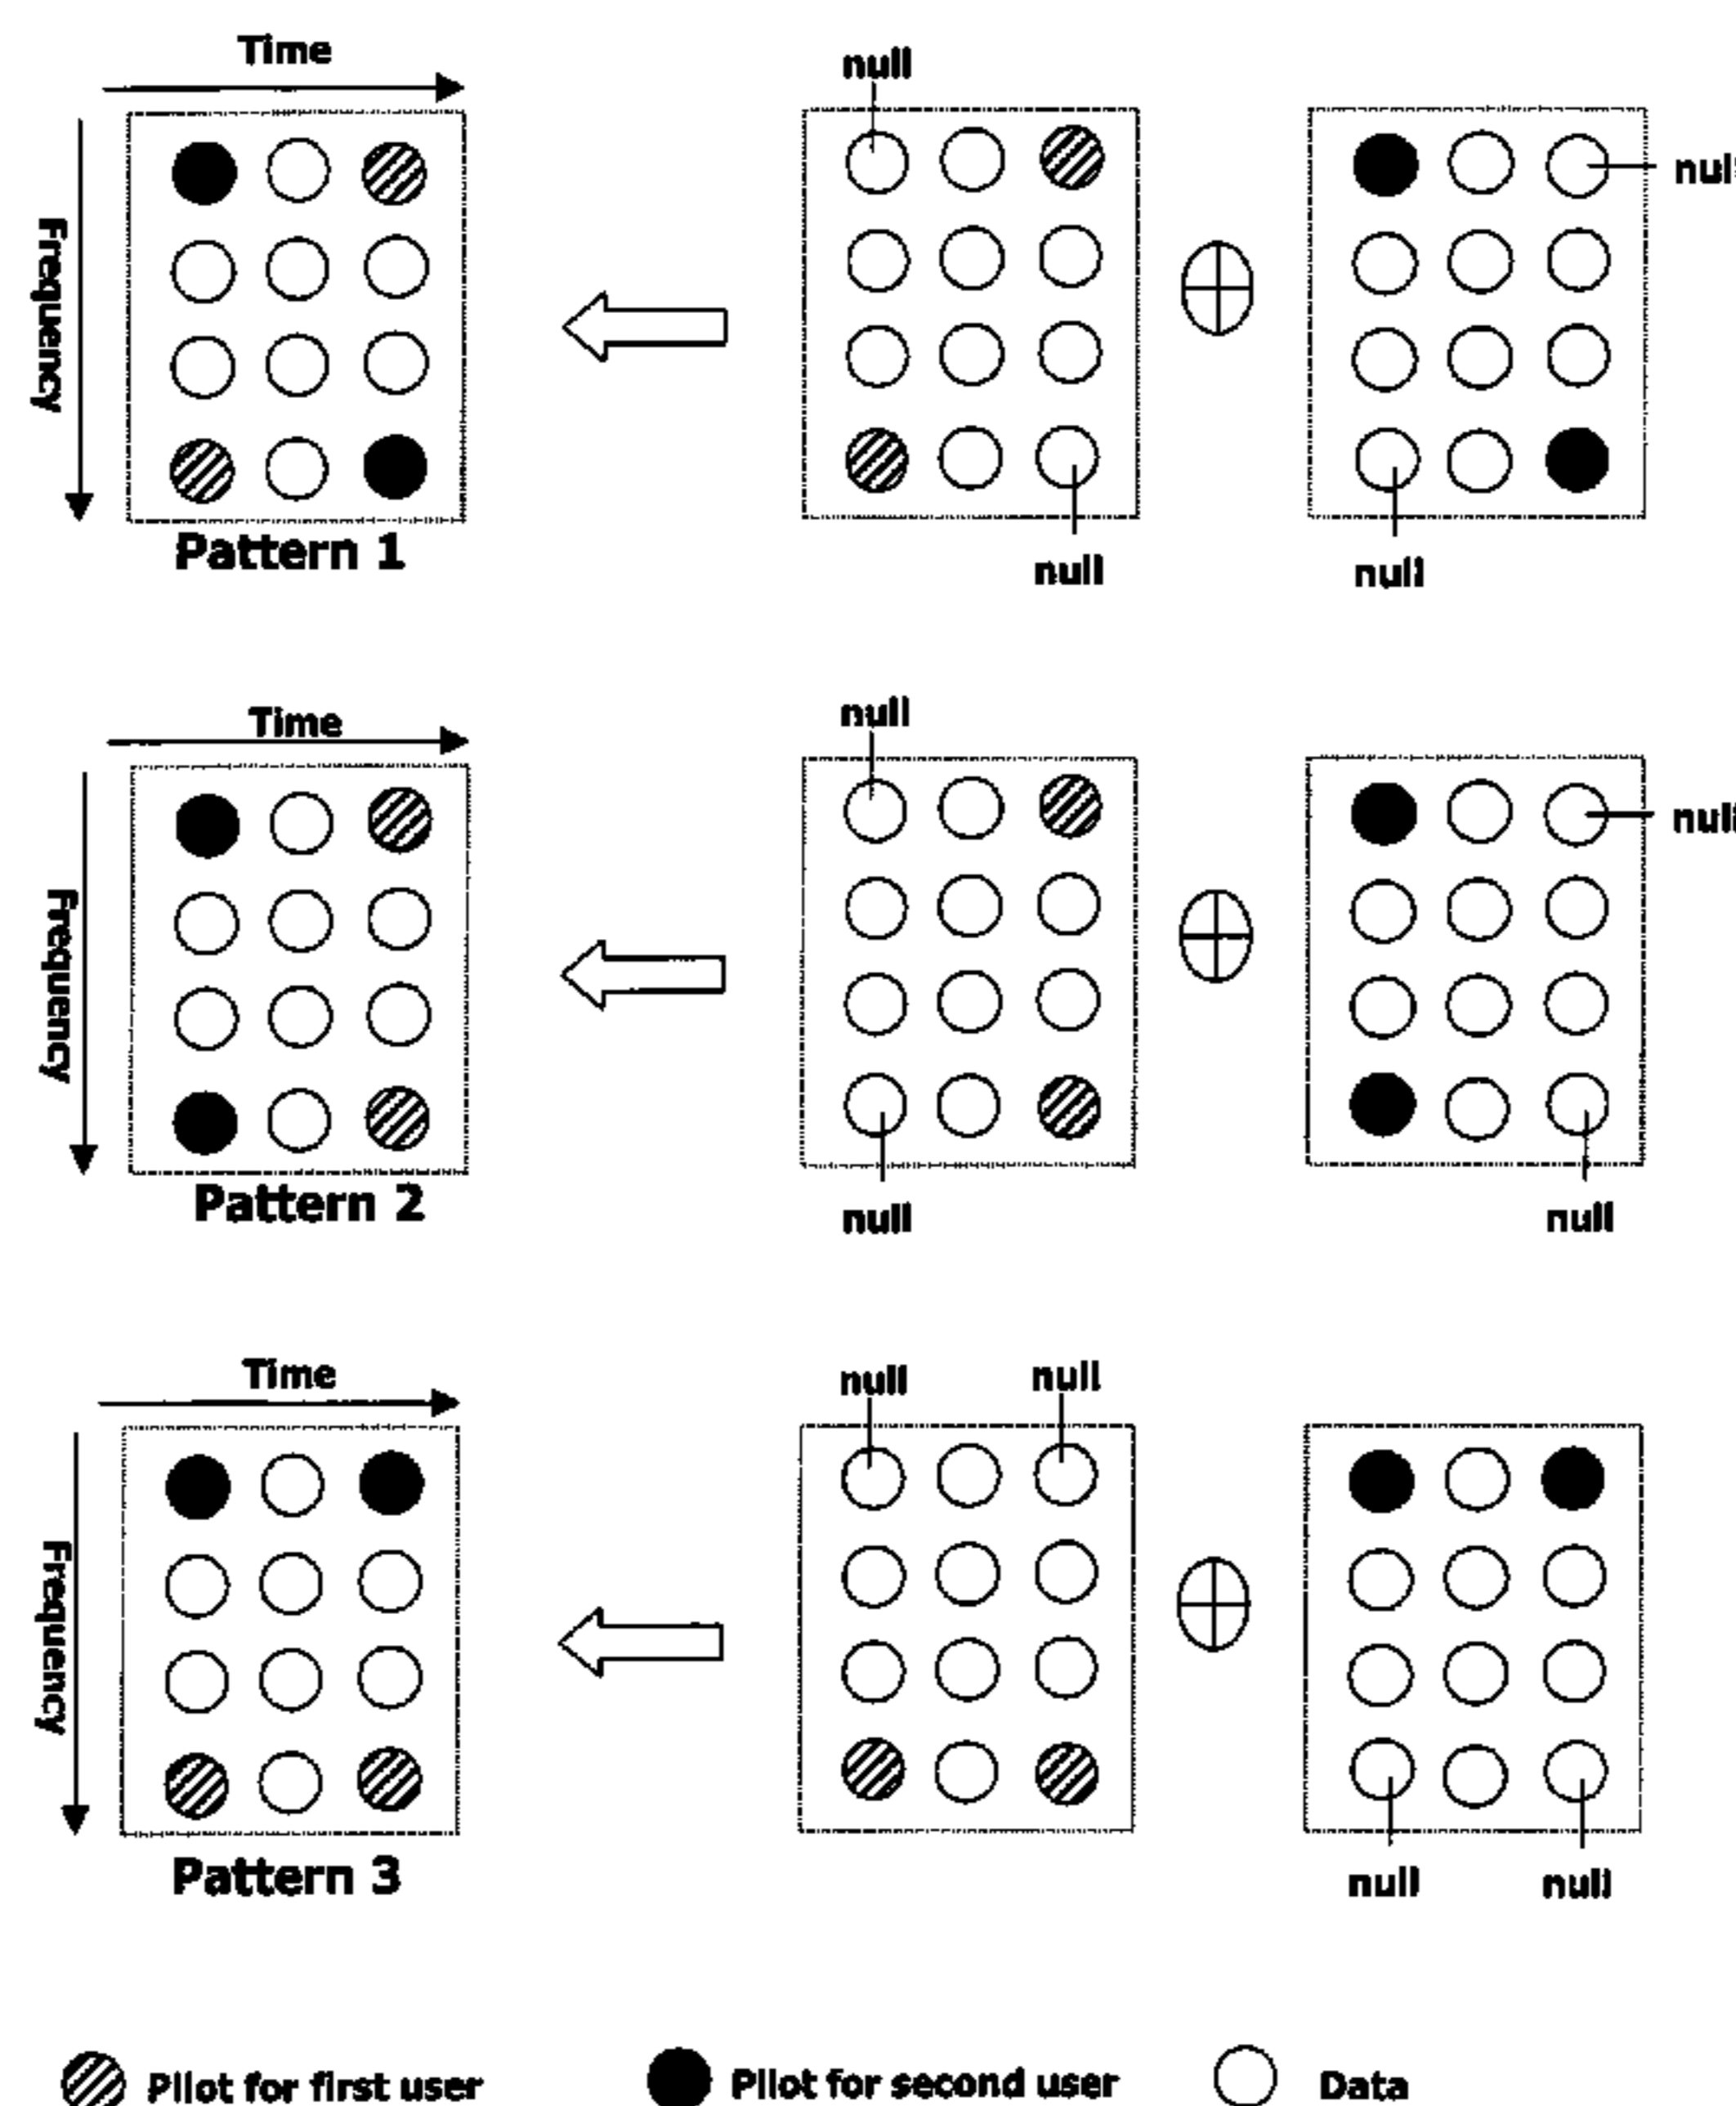 Time
null
null
Frequency
Pattern 1
null
null
Time
null
null
Frequency
Pattern 2
null
null
Time
null
null
Frequency
Pattern 3
null
null
Pilot for first user
Pilot for second user
Data